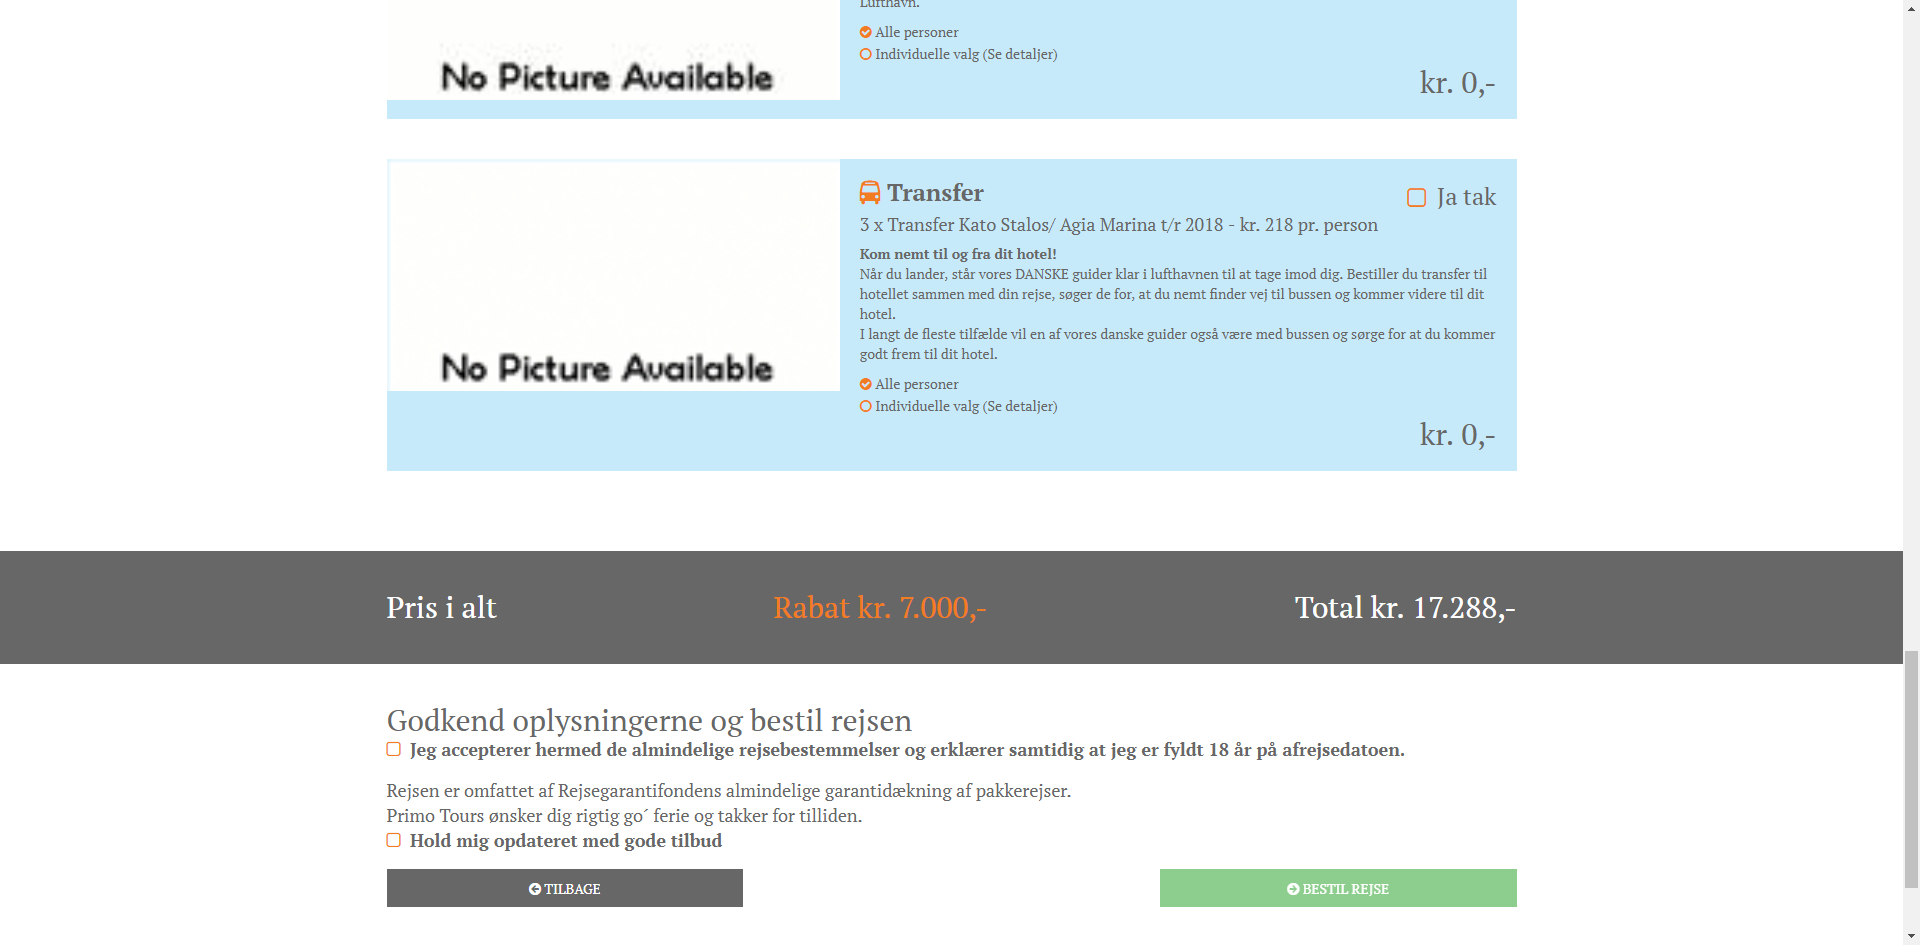 Lufthavn.
Alle personer
Individuelle valg (Se detaljer)
No Picture Available
kr. 0,-
Transfer
Ja tak
3 x Transfer Kato Stalos/ Agia Marina t/r 2018 - kr. 218 pr. person
Kom nemt til og fra dit hotel!
Når du lander, står vores DANSKE guider klar i lufthavnen til at tage imod dig. Bestiller du transfer til
hotellet sammen med din rejse, søger de for, at du nemt finder vej til bussen og kommer videre til dit
hotel.
I langt de fleste tilfælde vil en af vores danske guider også være med bussen og sørge for at du kommer
godt frem til dit hotel.
No Picture Available
Alle personer
Individuelle valg (Se detaljer)
kr. 0,-
Pris i alt
Rabat kr. 7.000,-
Total kr. 17.288,-
Godkend oplysningerne og bestil rejsen
Jeg accepterer hermed de almindelige rejsebestemmelser og erklærer samtidig at jeg er fyldt 18 år på afrejsedatoen.
Rejsen er omfattet af Rejsegarantifondens almindelige garantidækning af pakkerejser.
Primo Tours ønsker dig rigtig go´ ferie og takker for tilliden.
Hold mig opdateret med gode tilbud
TILBAGE
BESTIL REJSE